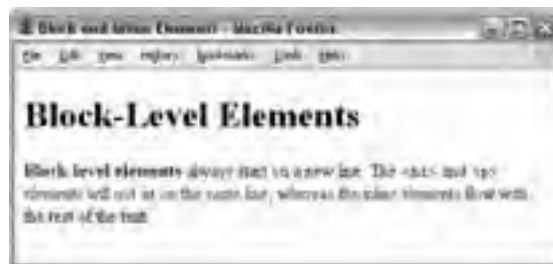 Block and Inline Elements - Mozilla Firefox
File Edit View History Bookmarks Tools Help
Block-Level Elements
Block level elements always start on a new line. The <h1> and <p>
elements will not sit on the same line, whereas the inline elements flow with
the rest of the text.